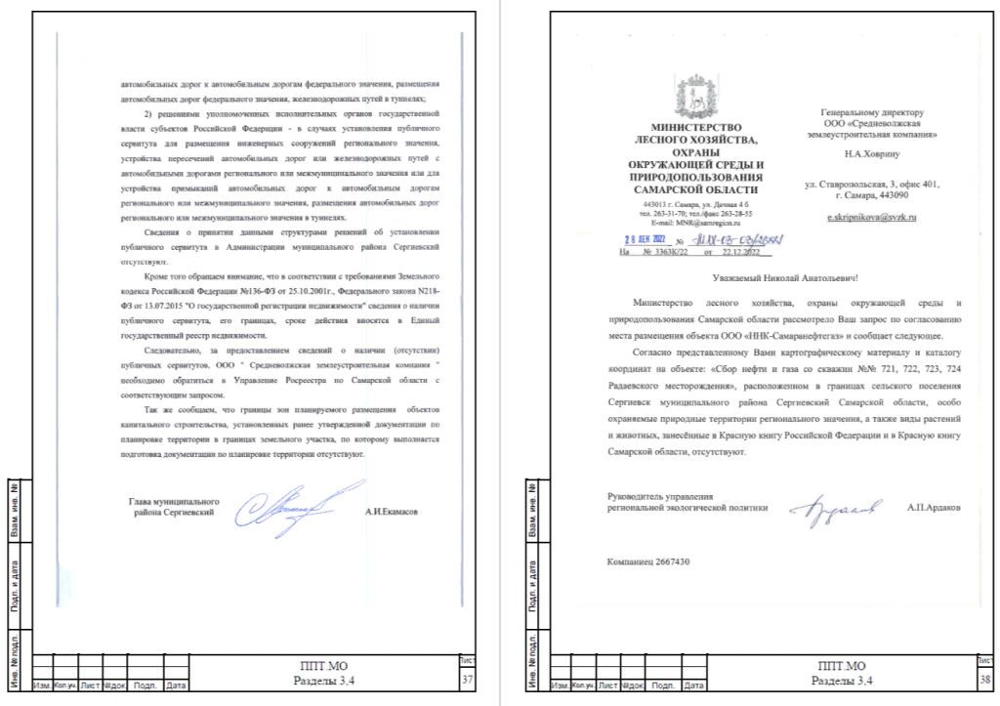 автомобильных дорог к автомобильным дорогам федерального значения, размещения
автомобильных дорог федерального значения, железнодорожных путей в туннелях;
2) решениями уполномоченных исполнительных органов государственной
власти субъектов Российской Федерации - в случаях установления публичного
сервитута для размещения инженерных сооружений регионального значения,
устройства пересечений автомобильных дорог или железнодорожных путей с
автомобильными дорогами регионального или межмуниципального значения или для
устройства примыканий автомобильных дорог к автомобильным дорогам
регионального или межмуниципального значения, размещения автомобильных дорог
регионального или межмуниципального значения в туннелях.
Сведения о принятии данными структурами решений об установлении
публичного сервитута в Администрации муниципального района Сергиевский
отсутствуют.
Кроме того обращаем внимание, что в соответствии с требованиями Земельного
кодекса Российской Федерации №136-ФЗ от 25.10.2001г., Федерального закона N218-
ФЗ от 13.07.2015 "О государственной регистрации недвижимости" сведения о наличии
публичного сервитута, его границах, сроке действия вносятся в Единый
государственный реестр недвижимости.
Следовательно, за предоставлением сведений о наличии (отсутствии)
публичных сервитутов, ООО " Средневолжская землеустроительная компания "
необходимо обратиться в Управление Росреестра по Самарской области с
соответствующим запросом.
Так же сообщаем, что границы зон планируемого размещения объектов
капитального строительства, установленных ранее утвержденной документации по
планировке территории в границах земельного участка, по которому выполняется
подготовка документации по планировке территории отсутствуют.
Глава муниципального
района Сергиевский
А.И.Екамасов
Взам. инв. №
Подп. и дата
Инв. № подп.
Изм. Кол.уч. Лист №док Подп. Дата
ППТ.МО
Разделы 3,4
Лист
37
МИНИСТЕРСТВО
ЛЕСНОГО ХОЗЯЙСТВА,
ОХРАНЫ
ОКРУЖАЮЩЕЙ СРЕДЫ И
ПРИРОДОПОЛЬЗОВАНИЯ
САМАРСКОЙ ОБЛАСТИ
443013 г. Самара, ул. Дачная 4 б
тел. 263-31-70; тел./факс 263-28-55
E-mail: MNR@samregion.ru
28 ДЕК 2022 №
На № 3363К/22 от 22.12.2022
Генеральному директору
ООО «Средневолжская
землеустроительная компания»
Н.А.Ховрину
ул. Ставропольская, 3, офис 401,
г. Самара, 443090
e.skripnikova@svzk.ru
Уважаемый Николай Анатольевич!
Министерство лесного хозяйства, охраны окружающей среды и
природопользования Самарской области рассмотрело Ваш запрос по согласованию
места размещения объекта ООО «ИНК-Самаранефтегаз» и сообщает следующее.
Согласно представленному Вами картографическому материалу и каталогу
координат на объекте: «Сбор нефти и газа со скважин №№ 721, 722, 723, 724
Радаевского месторождения», расположенном в границах сельского поселения
Сергиевск муниципального района Сергиевский Самарской области, особо
охраняемые природные территории регионального значения, а также виды растений
и животных, занесённые в Красную книгу Российской Федерации и в Красную книгу
Самарской области, отсутствуют.
Руководитель управления
региональной экологической политики
А.П.Ардаков
Компаниец 2667430
Взам. инв. №
Подп. и дата
Инв. № подп.
Изм. Кол.уч. Лист №док Подп. Дата
ППТ.МО
Разделы 3,4
Лист
38